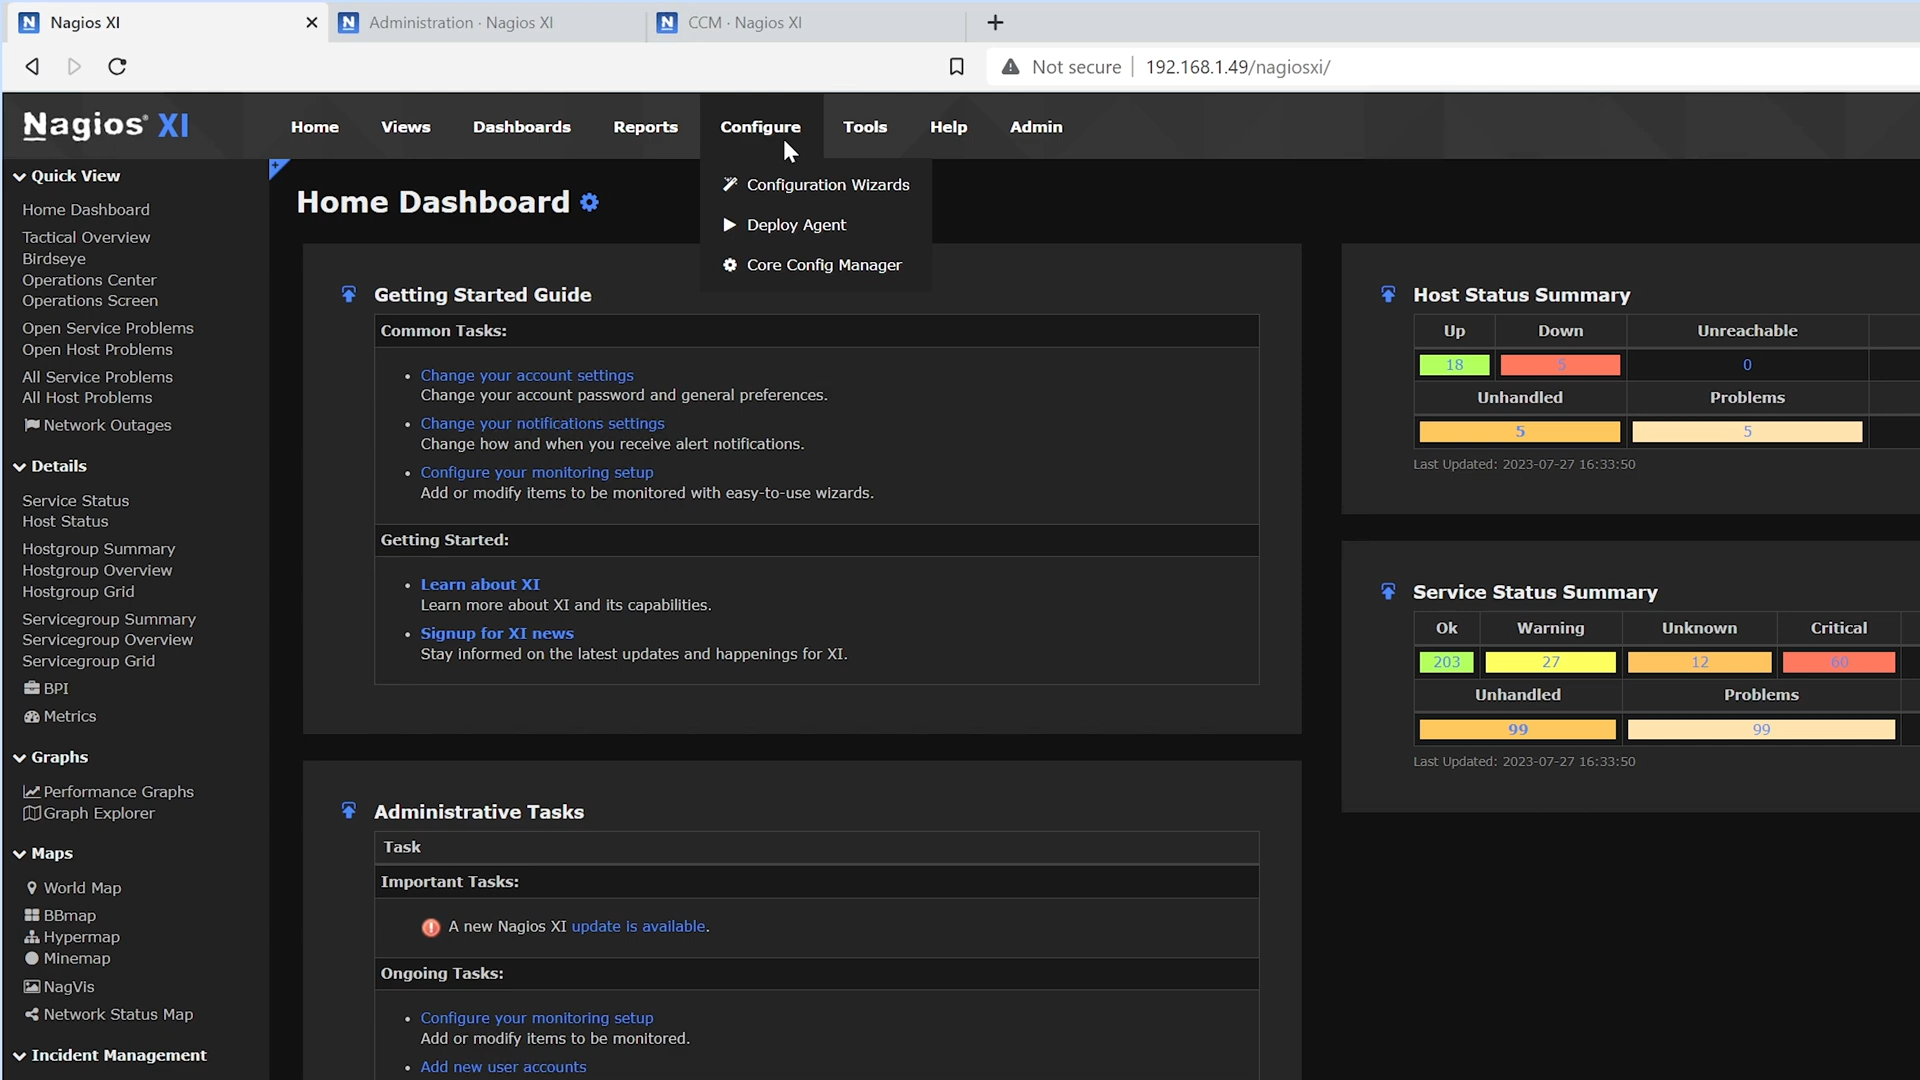 Nagios XI
Administration · Nagios XI
CCM · Nagios XI
Not secure
192.168.1.49/nagiosxi/
Nagios® XI
Home
Views
Dashboards
Reports
Configure
Tools
Help
Admin
Configuration Wizards
Deploy Agent
Core Config Manager
Quick View
Home Dashboard
Tactical Overview
Birdseye
Operations Center
Operations Screen
Open Service Problems
Open Host Problems
All Service Problems
All Host Problems
Network Outages
Details
Service Status
Host Status
Hostgroup Summary
Hostgroup Overview
Hostgroup Grid
Servicegroup Summary
Servicegroup Overview
Servicegroup Grid
BPI
Metrics
Graphs
Performance Graphs
Graph Explorer
Maps
World Map
BBmap
Hypermap
Minemap
NagVis
Network Status Map
Incident Management
Home Dashboard
Getting Started Guide
Common Tasks:
Change your account settings
Change your account password and general preferences.
Change your notifications settings
Change how and when you receive alert notifications.
Configure your monitoring setup
Add or modify items to be monitored with easy-to-use wizards.
Getting Started:
Learn about XI
Learn more about XI and its capabilities.
Signup for XI news
Stay informed on the latest updates and happenings for XI.
Administrative Tasks
Task
Important Tasks:
A new Nagios XI update is available.
Ongoing Tasks:
Configure your monitoring setup
Add or modify items to be monitored.
Add new user accounts
Host Status Summary
Up Down Unreachable
18 5 0
Unhandled Problems
5 5
Last Updated: 2023-07-27 16:33:50
Service Status Summary
Ok Warning Unknown Critical
203 27 12 60
Unhandled Problems
99 99
Last Updated: 2023-07-27 16:33:50